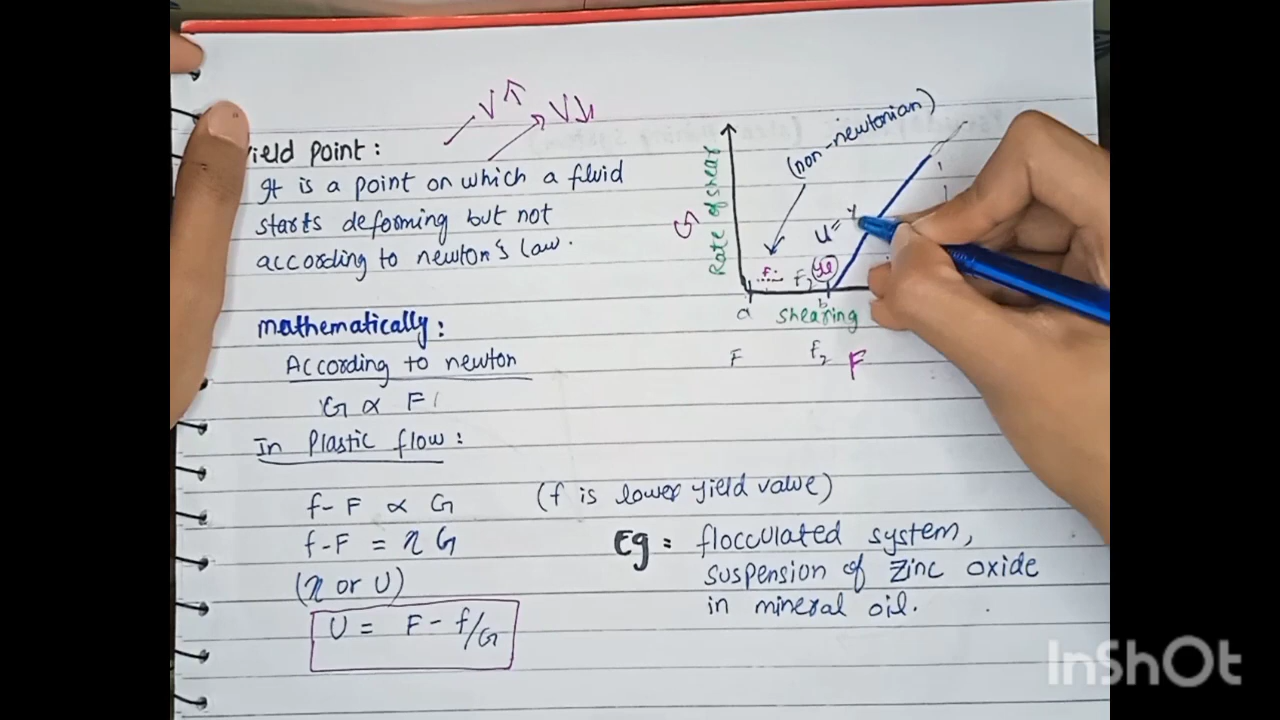 V↑
V↓
ield point:
It is a point on which a fluid
starts deforming but not
according to newton's law.
Mathematically:
According to newton
G ∝ F
In Plastic flow:
f-F ∝ G
(f is lower yield value)
f-F = η G
(η or U)
U = F - f/G
Eg: flocculated system,
suspension of Zinc oxide
in mineral oil.
Rate of shear
G
(non-newtonian)
U =
f
F2
a
b
shearing
F
f2
F
InShOt